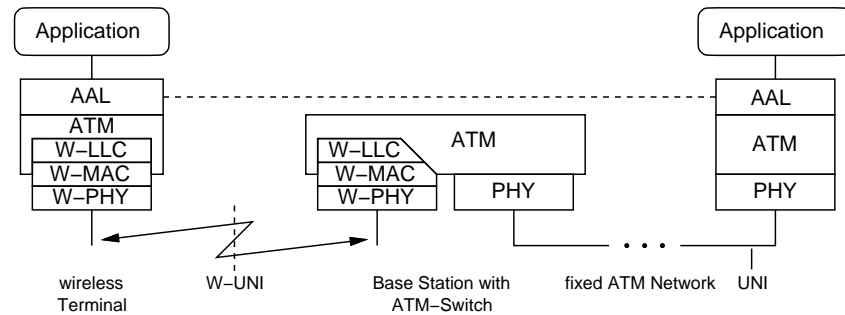 Application
Application
AAL
AAL
ATM
ATM
ATM
W–LLC
W–LLC
W–MAC
W–MAC
W–PHY
W–PHY
PHY
PHY
wireless
Terminal
W–UNI
Base Station with
ATM–Switch
fixed ATM Network
UNI